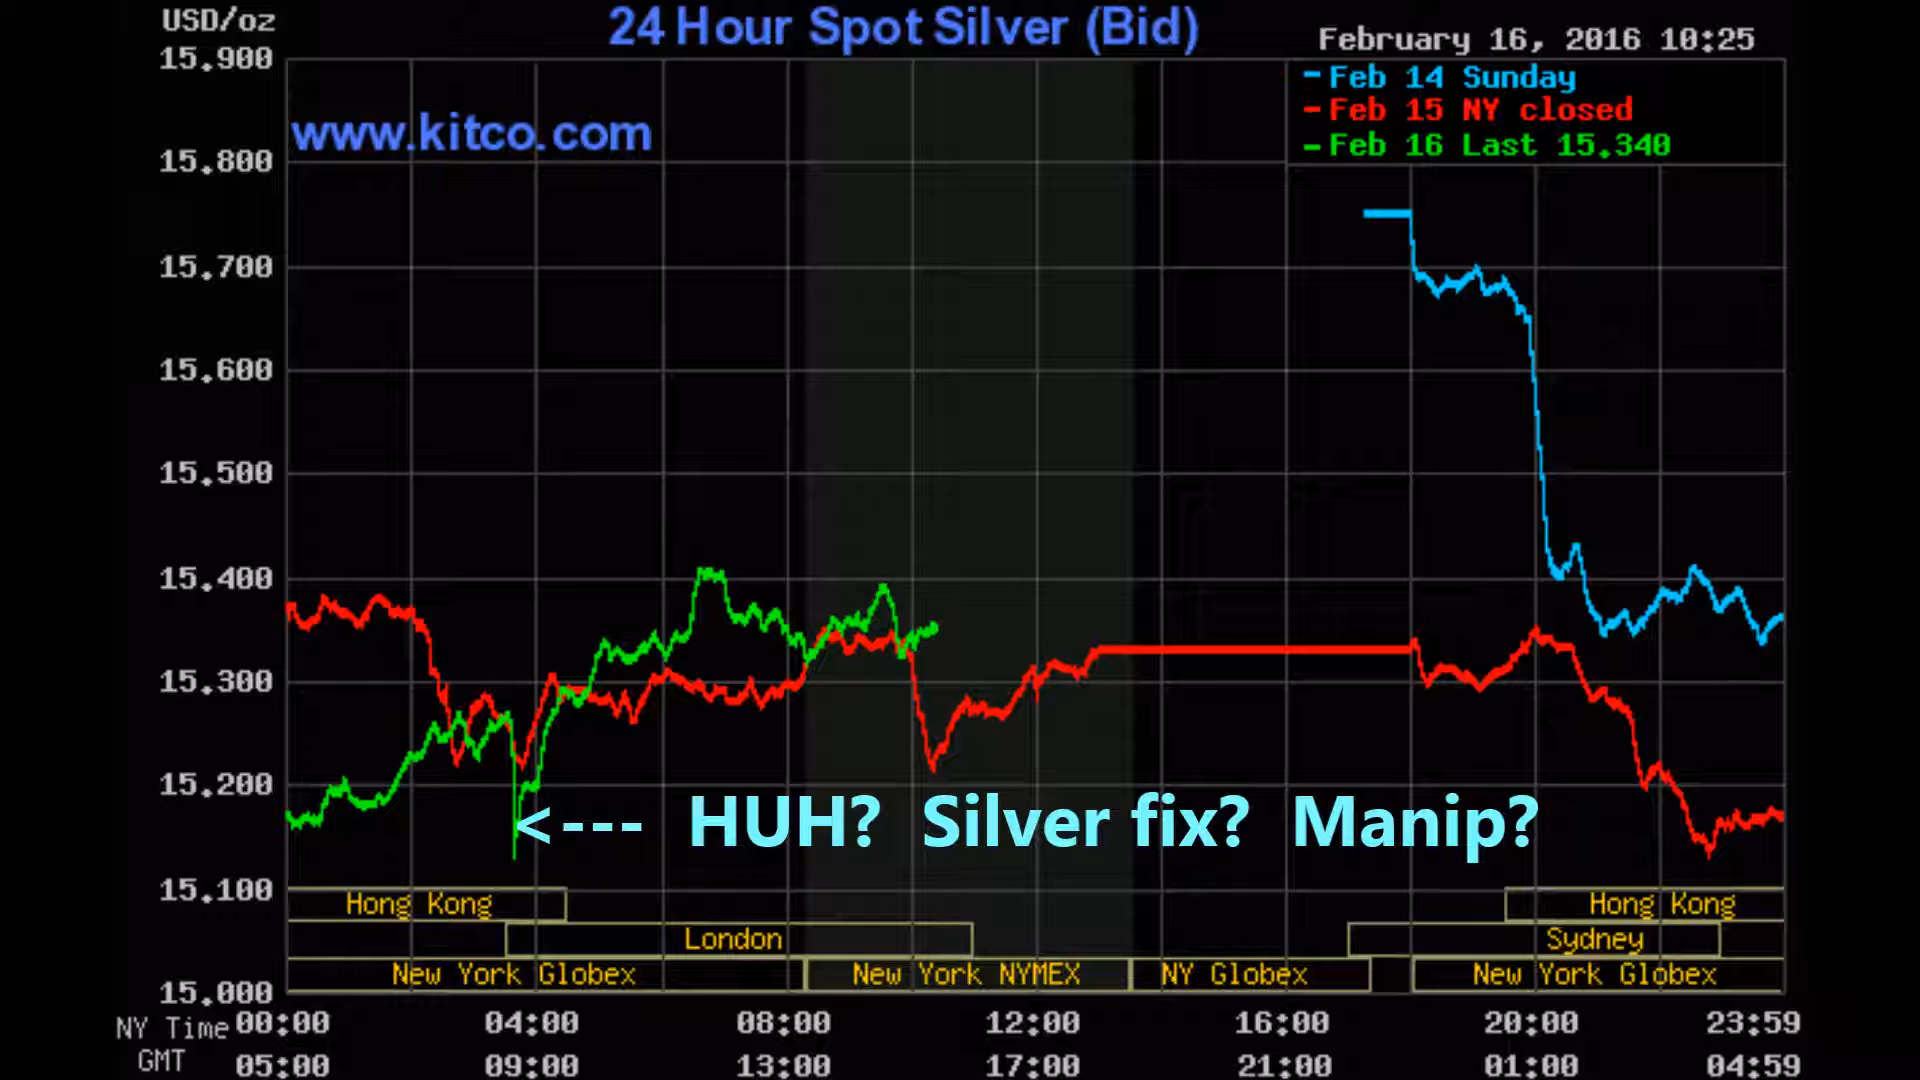 USD/oz
24 Hour Spot Silver (Bid)
February 16, 2016 10:25
15.900
Feb 14 Sunday
Feb 15 NY closed
www.kitco.com
Feb 16 Last 15.340
15.800
15.700
15.600
15.500
15.400
15.300
15.200
<--- HUH? Silver fix? Manip?
15.100
Hong Kong
Hong Kong
London
Sydney
New York Globex
New York NYMEX
NY Globex
New York Globex
15.000
NY Time 00:00 04:00 08:00 12:00 16:00 20:00 23:59
GMT 05:00 09:00 13:00 17:00 21:00 01:00 04:59